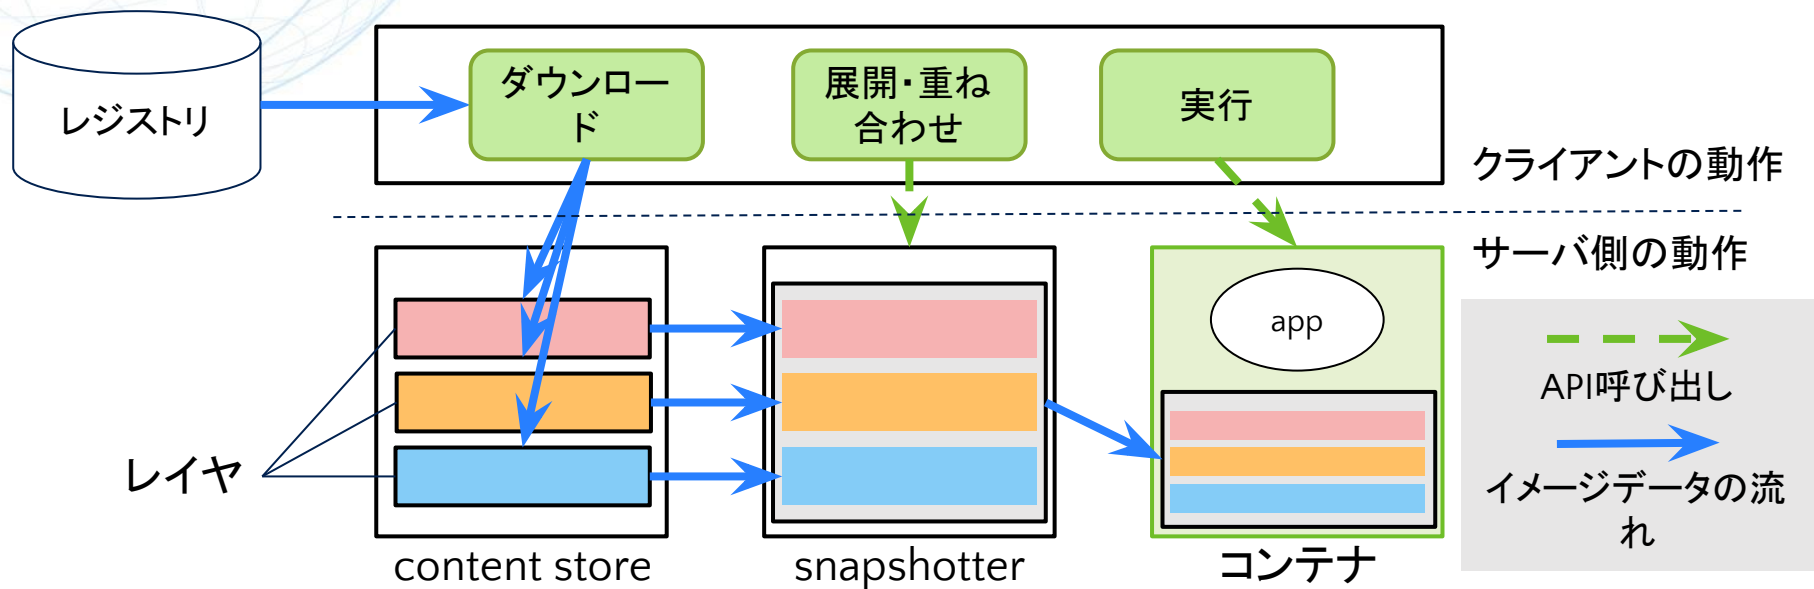 レジストリ
ダウンロー
ド
展開・重ね
合わせ
実行
クライアントの動作
サーバ側の動作
app
API呼び出し
イメージデータの流
れ
レイヤ
content store
snapshotter
コンテナ